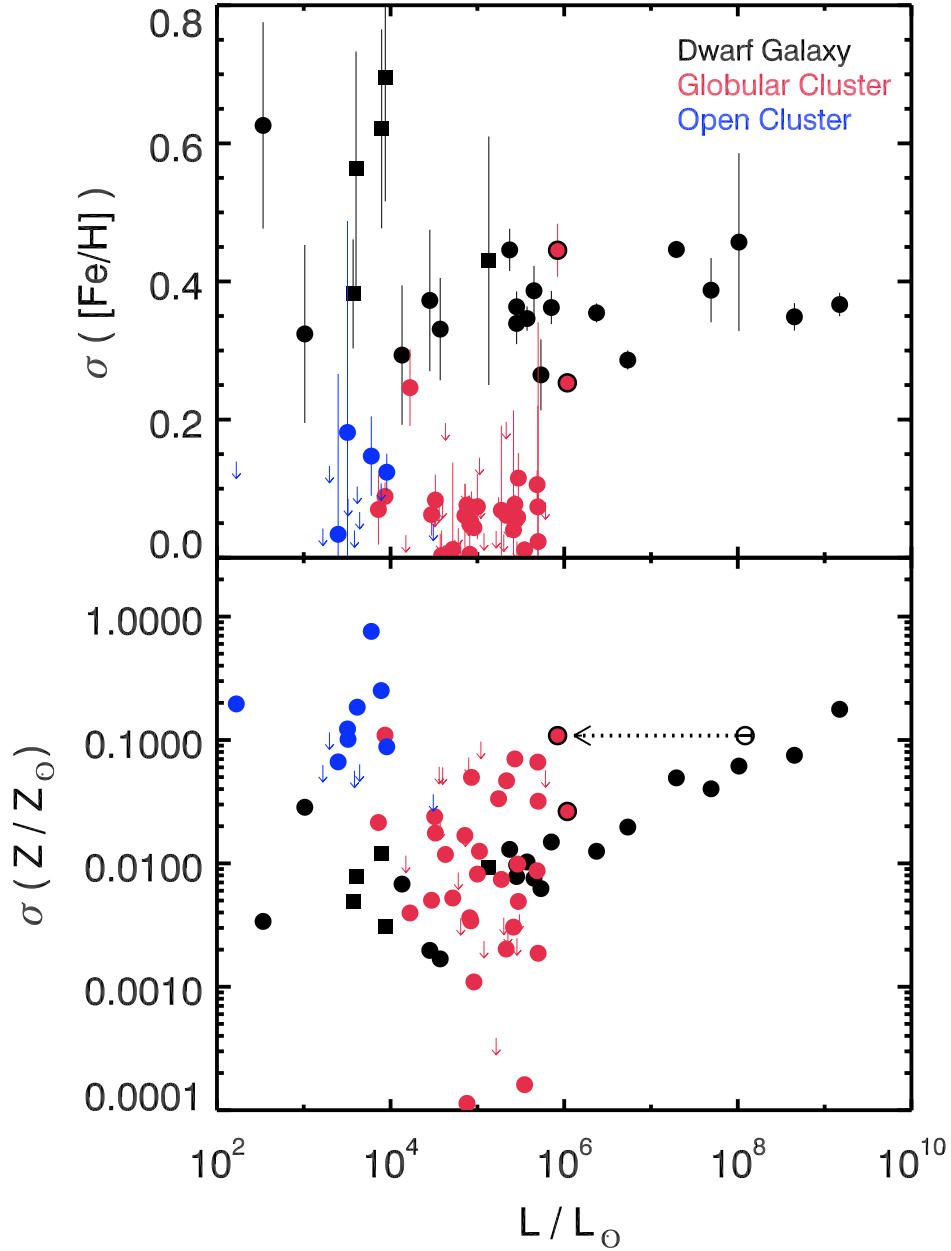 0.8
Dwarf Galaxy
Globular Cluster
Open Cluster
0.6
0.4
0.2
0.0
σ ( [Fe/H] )
1.0000
0.1000
0.0100
0.0010
0.0001
σ ( Z / Z⊙ )
10² 10⁴ 10⁶ 10⁸ 10¹⁰
L / L⊙